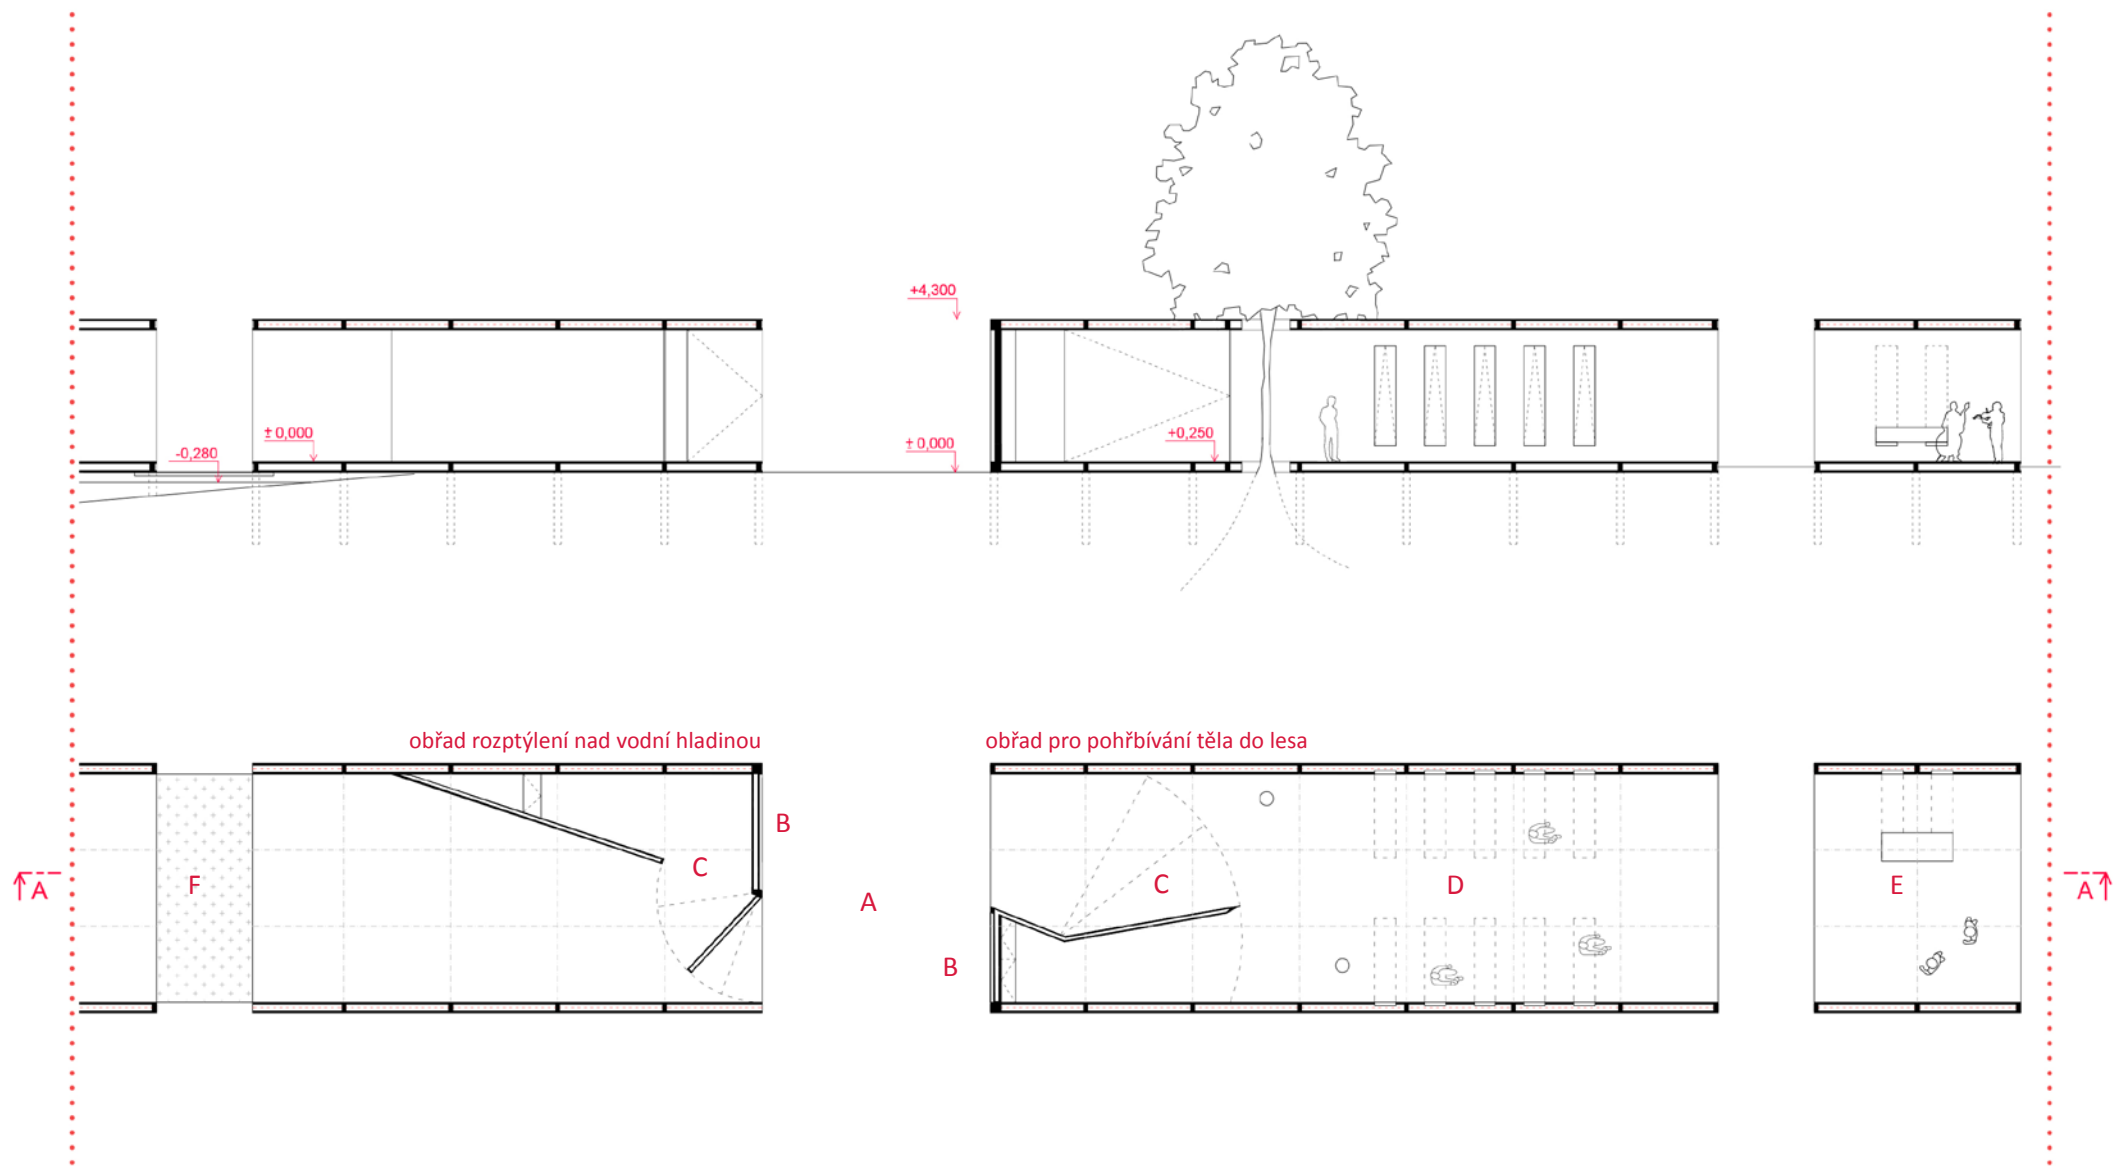 +4,300
± 0,000
-0,280
± 0,000
+0,250
obřad rozptýlení nad vodní hladinou
obřad pro pohřbívání těla do lesa
B
C
F
A
C
D
E
A
A
B